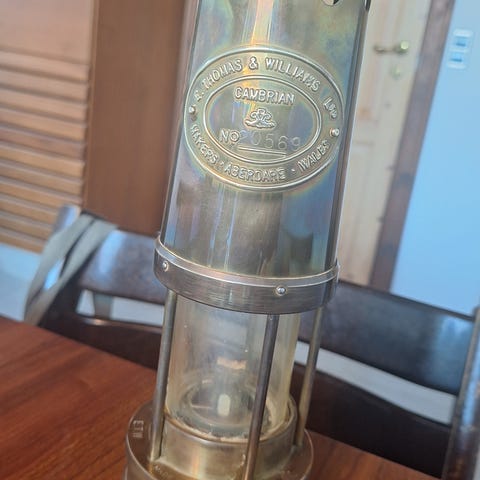 E. THOMAS & WILLIAMS LTD
CAMBRIAN
No 20569
MAKERS • ABERDARE • WALES